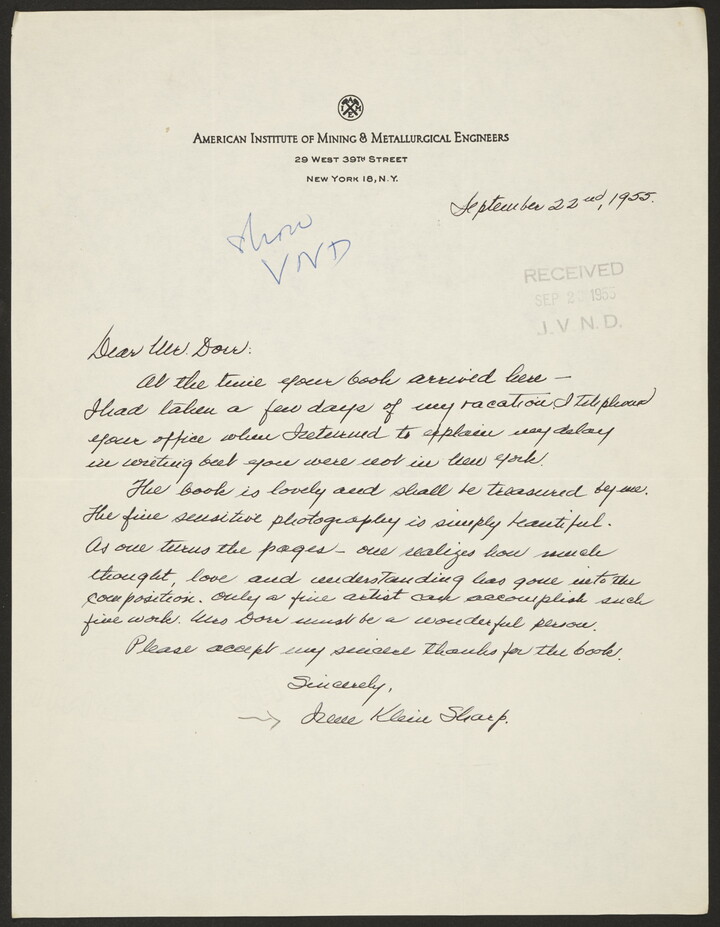 AMERICAN INSTITUTE OF MINING & METALLURGICAL ENGINEERS
29 WEST 39TH STREET
NEW YORK 18, N.Y.
September 22nd, 1955.
Show
VND
RECEIVED
SEP 2 1955
J. V. N. D.
Dear Mr. Dorr:
At the time your book arrived here –
I had taken a few days of my vacation, I telephoned
your office when I returned to explain my delay
in writing but you were not in New York.
The book is lovely and shall be treasured by me.
The fine sensitive photography is simply beautiful.
As one turns the pages – one realizes how much
thought, love and understanding has gone into the
composition. Only a fine artist can accomplish such
fine work. Mrs Dorr must be a wonderful person.
Please accept my sincere thanks for the book.
Sincerely,
Irene Klein Sharp.